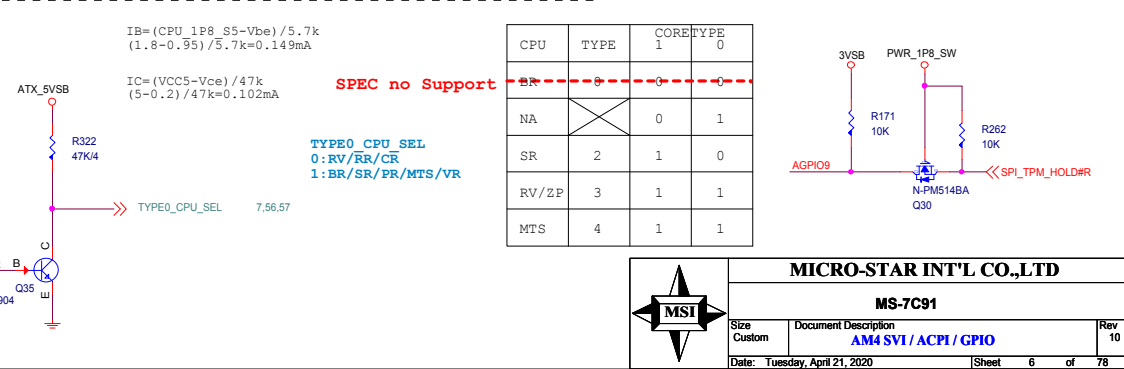 IB=(CPU_1P8_S5-Vbe)/5.7k
(1.8-0.95)/5.7k=0.149mA
IC=(VCC5-Vce)/47k
(5-0.2)/47k=0.102mA
SPEC no Support
ATX_5VSB
R322
47K/4
TYPE0_CPU_SEL
0:RV/RR/CR
1:BR/SR/PR/MTS/VR
TYPE0_CPU_SEL 7,56,57
B
C
E
Q35
904
CPU TYPE CORETYPE
1 0
BR 0 0 0
NA 0 1
SR 2 1 0
RV/ZP 3 1 1
MTS 4 1 1
3VSB PWR_1P8_SW
R171
10K
R262
10K
AGPIO9
SPI_TPM_HOLD#R
N-PM514BA
Q30
MSI
MICRO-STAR INT'L CO.,LTD
MS-7C91
Size
Custom
Document Description
AM4 SVI / ACPI / GPIO
Rev
10
Date: Tuesday, April 21, 2020 Sheet 6 of 78